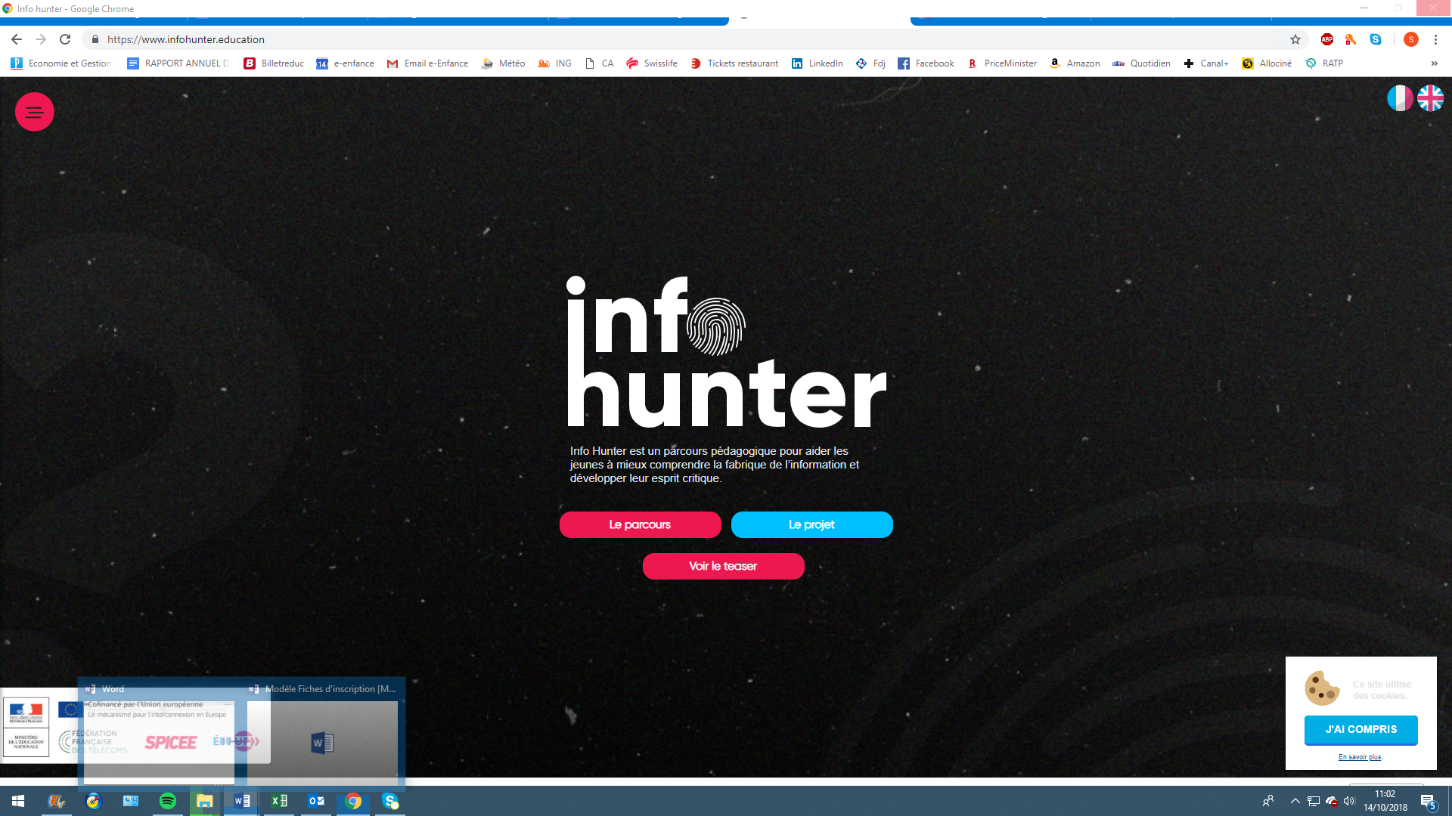 Info hunter - Google Chrome
https://www.infohunter.education
Economie et Gestion
RAPPORT ANNUEL D
Billetreduc
e-enfance
Email e-Enfance
Météo
ING
CA
Swisslife
Tickets restaurant
LinkedIn
Fdj
Facebook
PriceMinister
Amazon
Quotidien
Canal+
Allociné
RATP
info
hunter
Info Hunter est un parcours pédagogique pour aider les
jeunes à mieux comprendre la fabrique de l'information et
développer leur esprit critique.
Le parcours
Le projet
Voir le teaser
Word
Modèle Fiches d'inscription [M...
Cofinancé par l'Union européenne
Le mécanisme pour l'interconnexion en Europe
MINISTÈRE
DE L'ÉDUCATION
NATIONALE
FÉDÉRATION
FRANÇAISE
DES TÉLÉCOMS
SPICEE
ÉDUC-UP
Ce site utilise
des cookies.
J'AI COMPRIS
En savoir plus.
11:02
14/10/2018
5